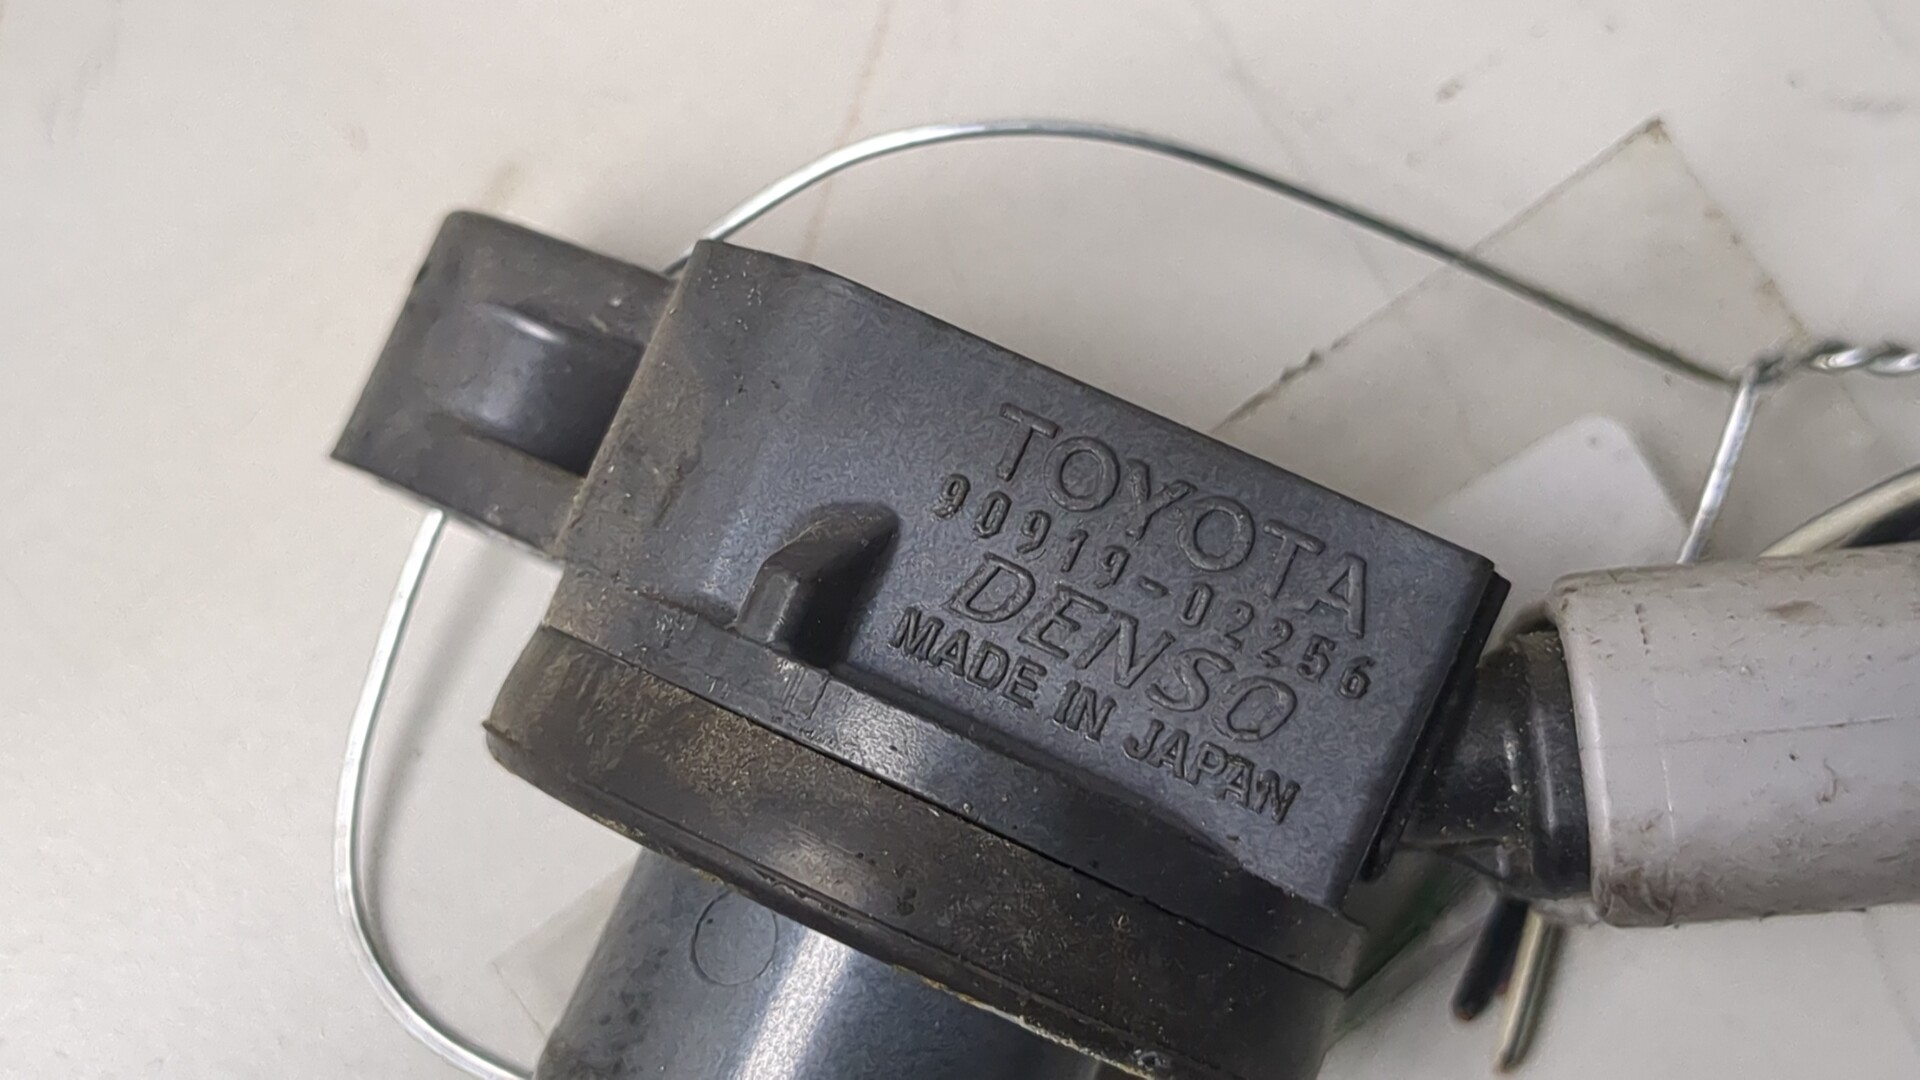 TOYOTA
90919-02256
DENSO
MADE IN JAPAN